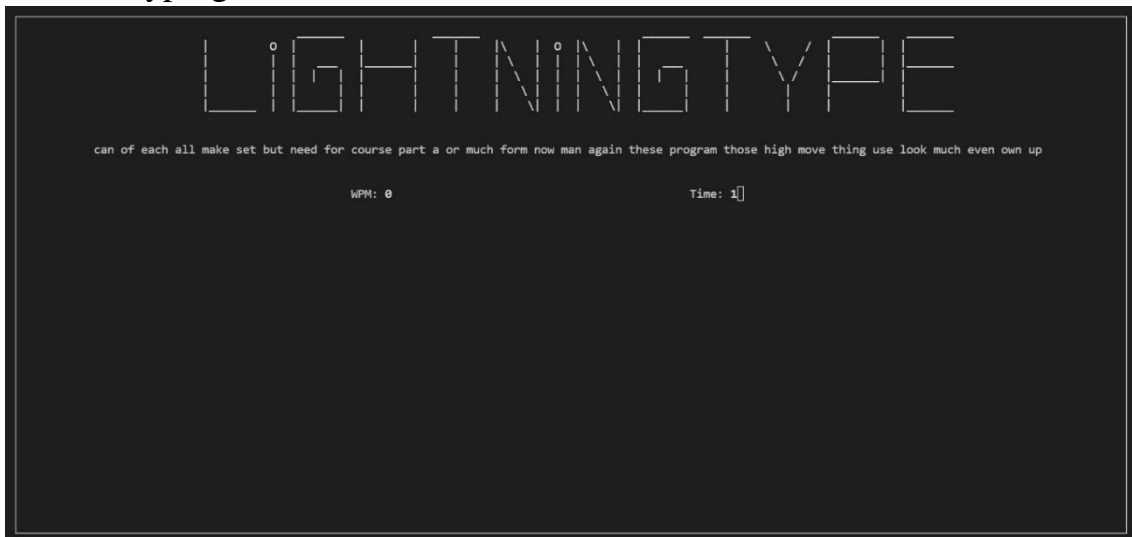 LiGHTNiNGTYPE
can of each all make set but need for course part a or much form now man again these program those high move thing use look much even own up
WPM: 0 Time: 1